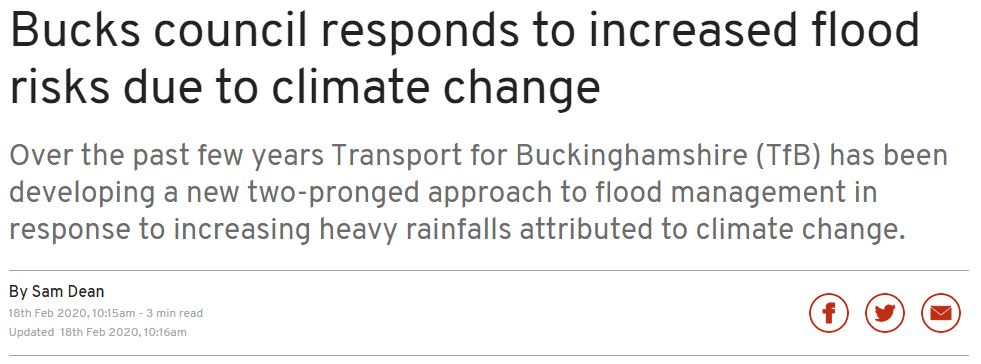 Bucks council responds to increased flood
risks due to climate change
Over the past few years Transport for Buckinghamshire (TfB) has been
developing a new two-pronged approach to flood management in
response to increasing heavy rainfalls attributed to climate change.
By Sam Dean
18th Feb 2020, 10:15am - 3 min read
Updated 18th Feb 2020, 10:16am